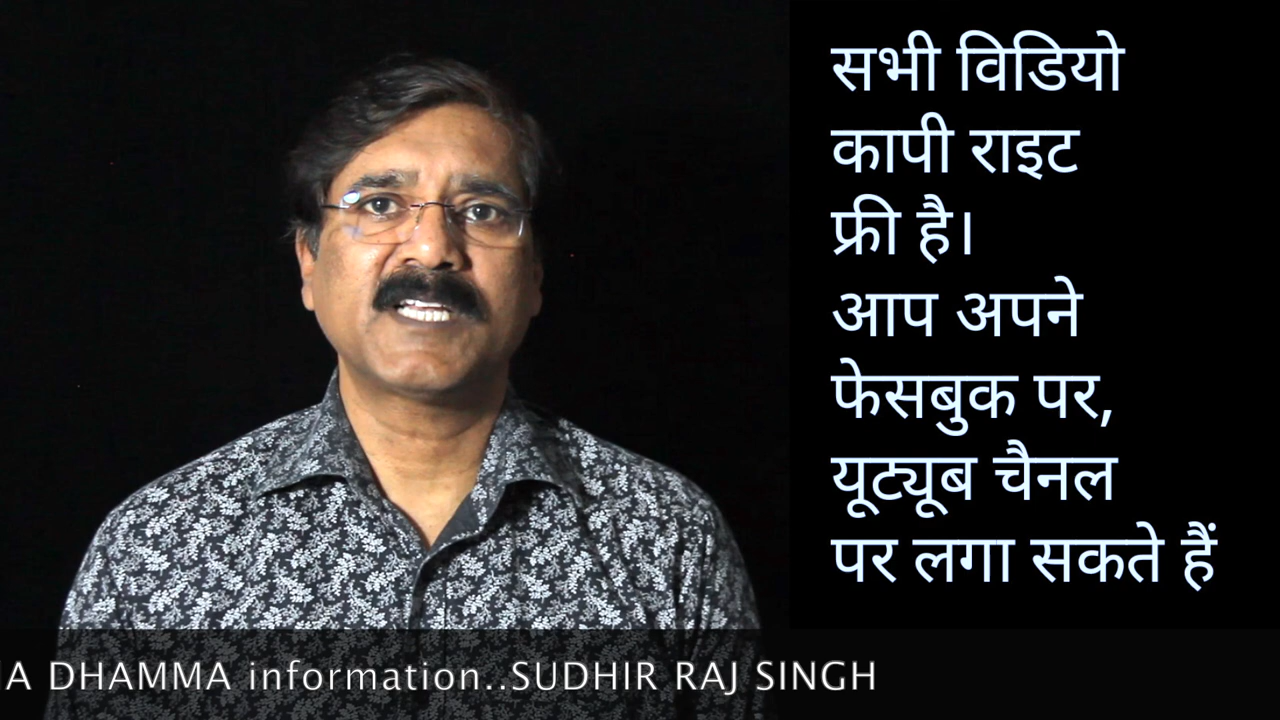 सभी विडियो
कापी राइट
फ्री है।
आप अपने
फेसबुक पर,
यूट्यूब चैनल
पर लगा सकते हैं
DHAMMA information..SUDHIR RAJ SINGH